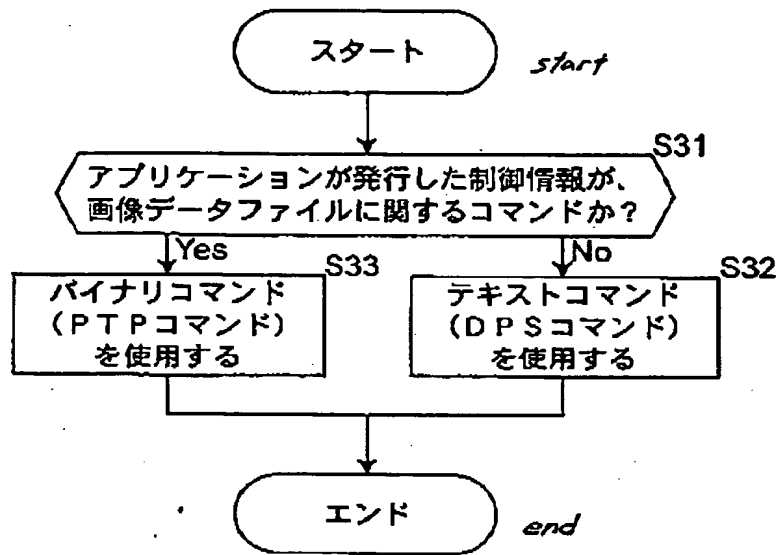 スタート
start
S31
アプリケーションが発行した制御情報が、
画像データファイルに関するコマンドか?
Yes
No
S33
バイナリコマンド
(PTPコマンド)
を使用する
S32
テキストコマンド
(DPSコマンド)
を使用する
エンド
end